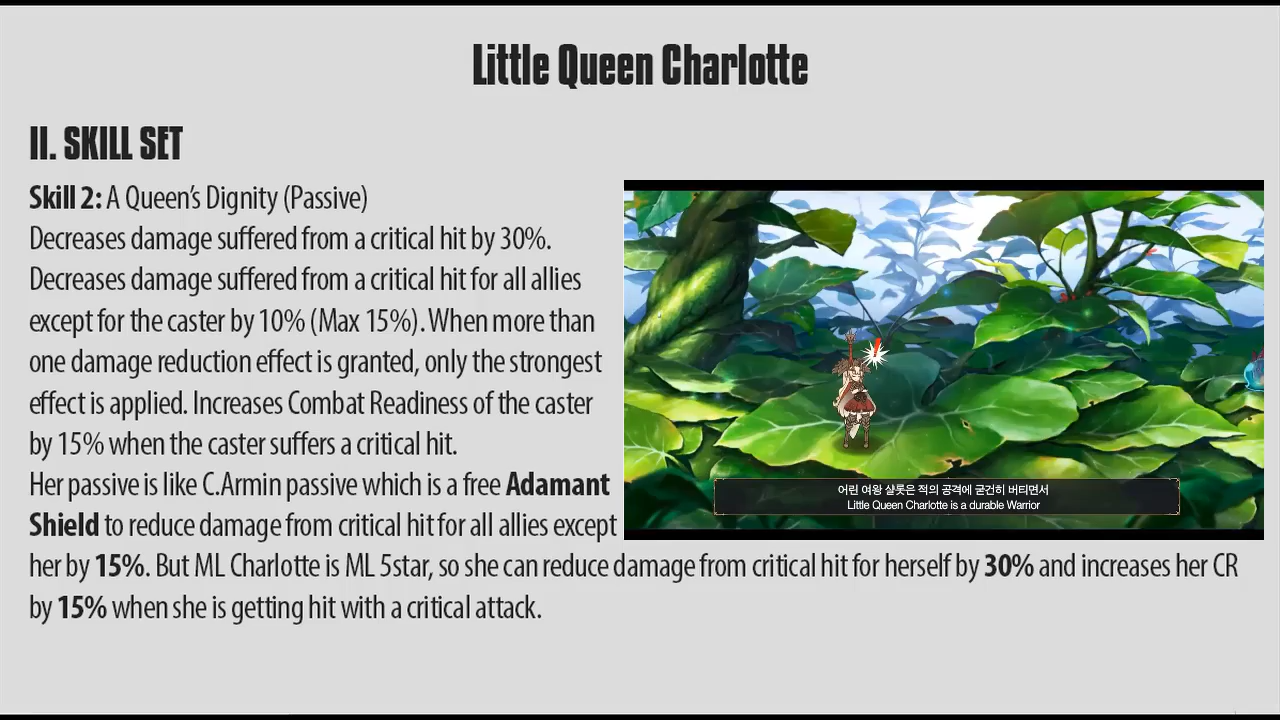 Little Queen Charlotte
II. SKILL SET
Skill 2: A Queen's Dignity (Passive)
Decreases damage suffered from a critical hit by 30%.
Decreases damage suffered from a critical hit for all allies
except for the caster by 10% (Max 15%). When more than
one damage reduction effect is granted, only the strongest
effect is applied. Increases Combat Readiness of the caster
by 15% when the caster suffers a critical hit.
Her passive is like C.Armin passive which is a free Adamant
Shield to reduce damage from critical hit for all allies except
her by 15%. But ML Charlotte is ML 5star, so she can reduce damage from critical hit for herself by 30% and increases her CR
by 15% when she is getting hit with a critical attack.
어린 여왕 샬롯은 적의 공격에 굳건히 버티면서
Little Queen Charlotte is a durable Warrior